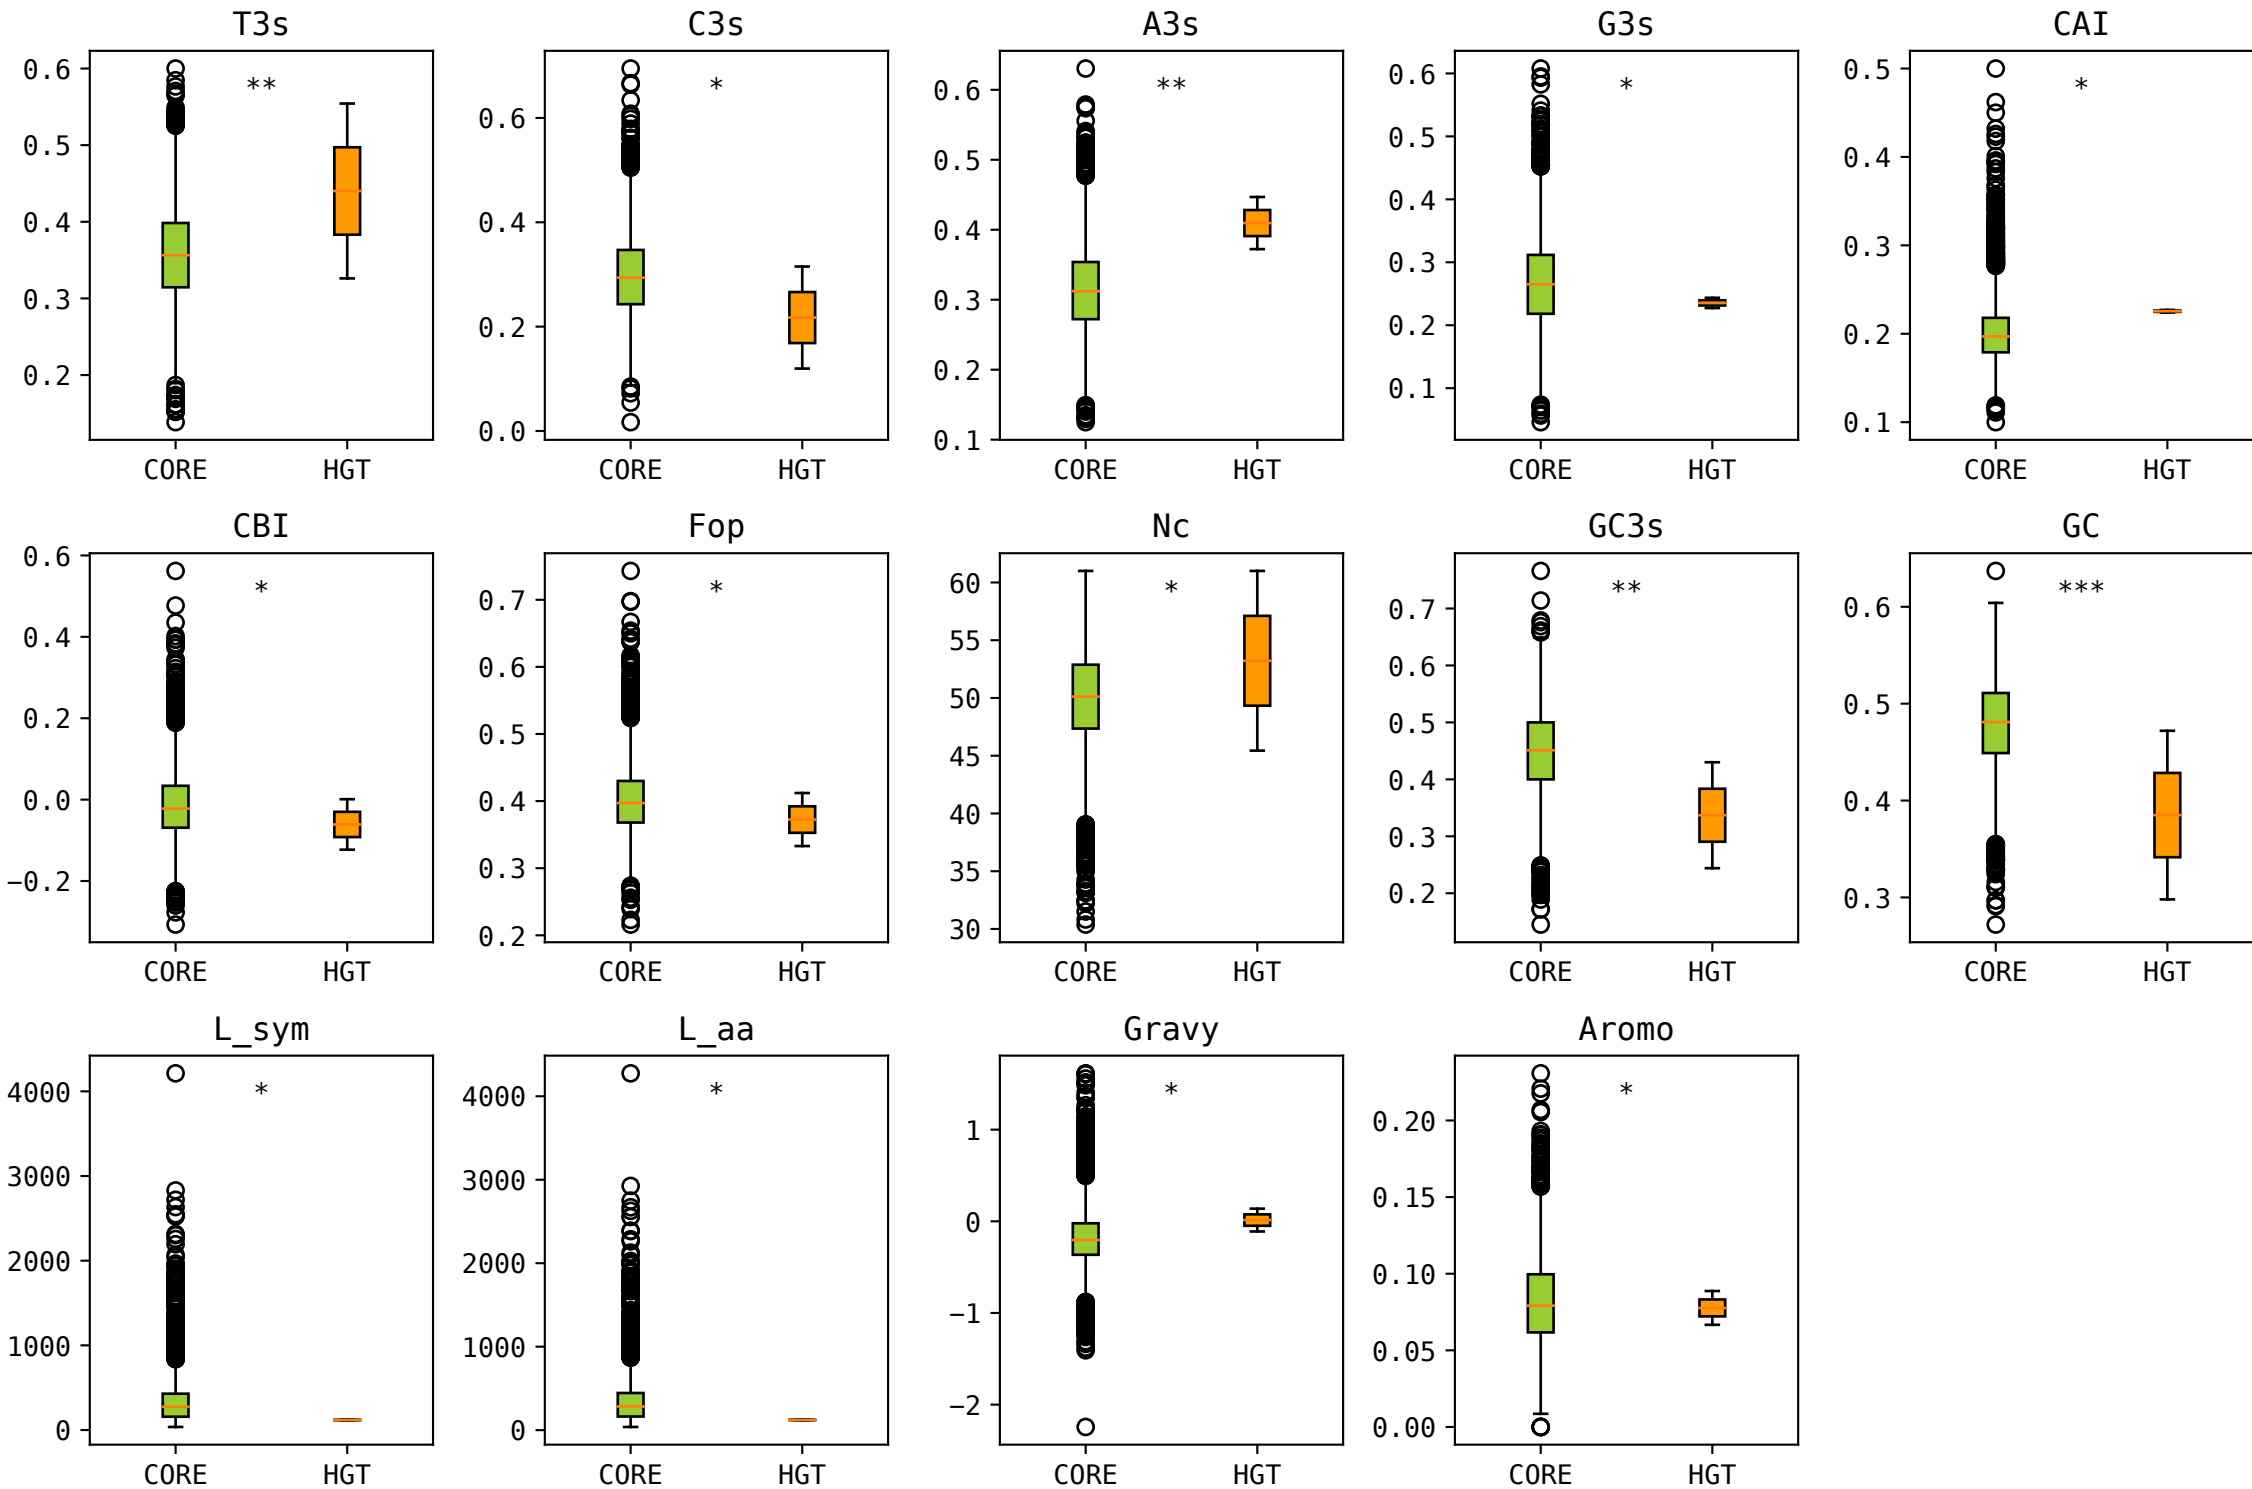 T3s C3s A3s G3s CAI
** * ** * *
0.6 0.5 0.4 0.3 0.2
0.6 0.4 0.2 0.0
0.6 0.5 0.4 0.3 0.2 0.1
0.6 0.5 0.4 0.3 0.2 0.1
0.5 0.4 0.3 0.2 0.1
CORE HGT CORE HGT CORE HGT CORE HGT CORE HGT
CBI Fop Nc GC3s GC
* * * ** ***
0.6 0.4 0.2 0.0 −0.2
0.7 0.6 0.5 0.4 0.3 0.2
60 55 50 45 40 35 30
0.7 0.6 0.5 0.4 0.3 0.2
0.6 0.5 0.4 0.3
CORE HGT CORE HGT CORE HGT CORE HGT CORE HGT
L_sym L_aa Gravy Aromo
* * * *
4000 3000 2000 1000 0
4000 3000 2000 1000 0
1 0 −1 −2
0.20 0.15 0.10 0.05 0.00
CORE HGT CORE HGT CORE HGT CORE HGT